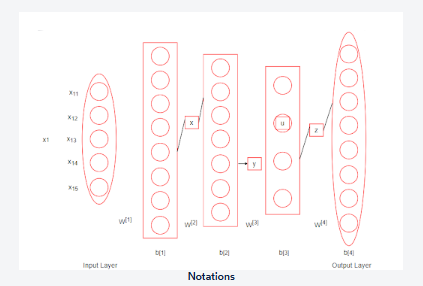 x11
x12
x1
x13
x14
x15
x
u
y
z
W[1]
W[2]
W[3]
W[4]
b[1]
b[2]
b[3]
b[4]
Input Layer
Output Layer
Notations